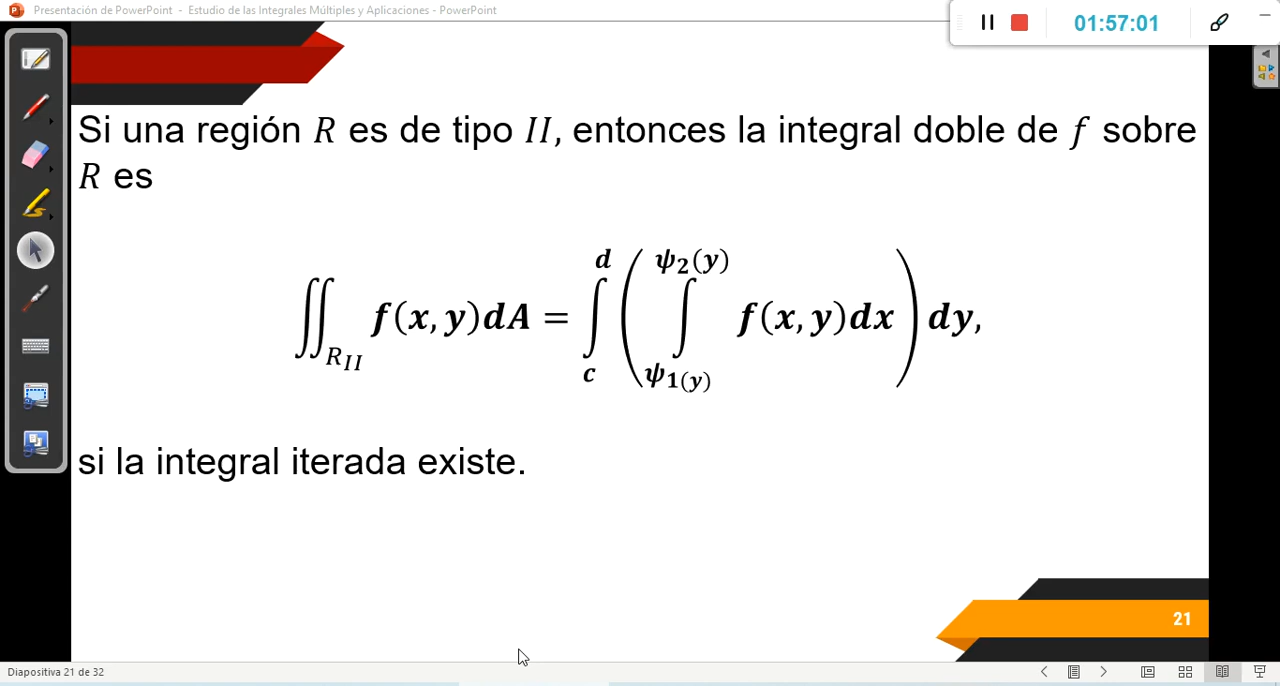 Presentación de PowerPoint - Estudio de las Integrales Múltiples y Aplicaciones - PowerPoint
01:57:01
Si una región R es de tipo II, entonces la integral doble de f sobre
R es
∬_{R_{II}} f(x, y)dA = ∫_c^d ( ∫_{ψ_{1(y)}}^{ψ_2(y)} f(x, y)dx ) dy,
si la integral iterada existe.
21
Diapositiva 21 de 32